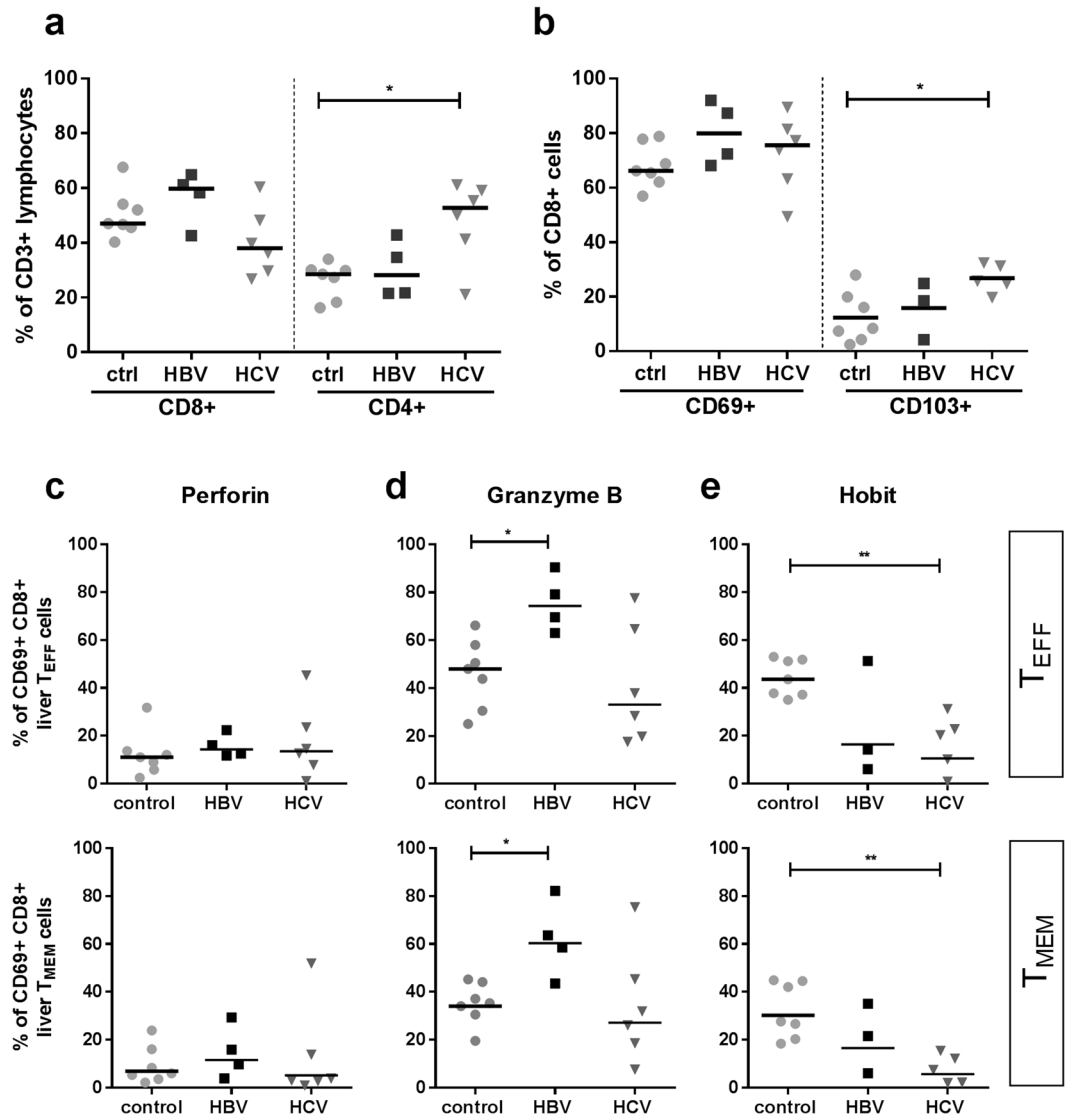 a
b
% of CD3+ lymphocytes
100
80
60
40
20
0
*
ctrl HBV HCV ctrl HBV HCV
CD8+ CD4+
% of CD8+ cells
100
80
60
40
20
0
*
ctrl HBV HCV ctrl HBV HCV
CD69+ CD103+
c Perforin
d Granzyme B
e Hobit
% of CD69+ CD8+
liver TEFF cells
100
80
60
40
20
0
control HBV HCV
100
80
60
40
20
0
*
control HBV HCV
100
80
60
40
20
0
**
control HBV HCV
TEFF
% of CD69+ CD8+
liver TMEM cells
100
80
60
40
20
0
control HBV HCV
100
80
60
40
20
0
*
control HBV HCV
100
80
60
40
20
0
**
control HBV HCV
TMEM